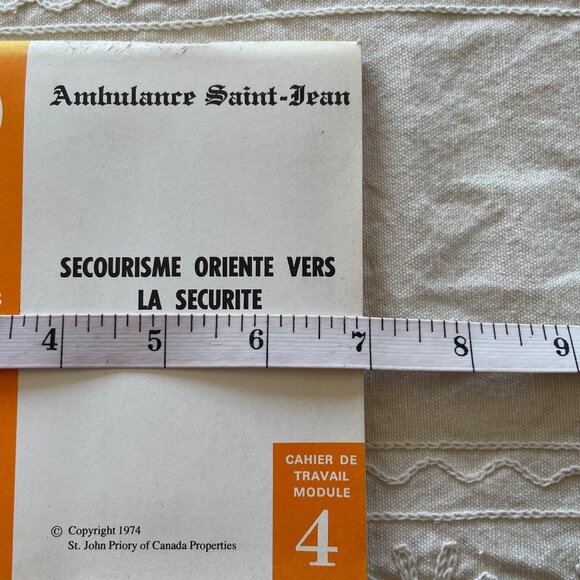 Ambulance Saint-Jean
SECOURISME ORIENTE VERS
LA SECURITE
4 5 6 7 8 9
CAHIER DE
TRAVAIL
MODULE
4
© Copyright 1974
St. John Priory of Canada Properties